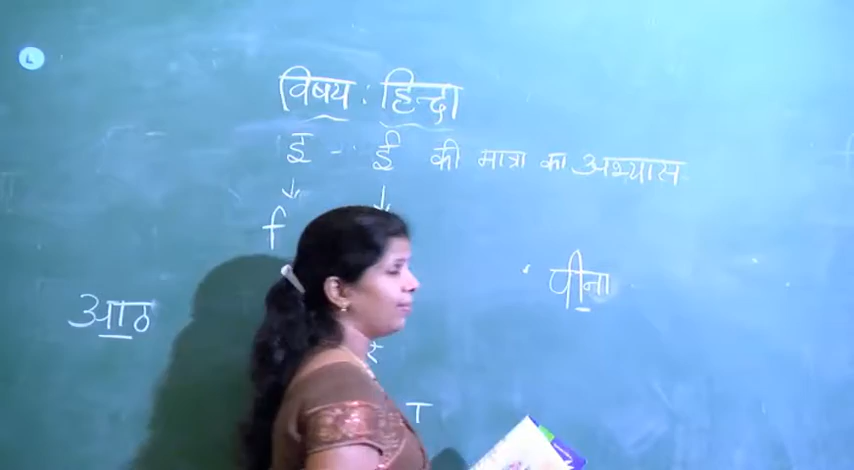 L
विषय : हिन्दी
इ - ई की मात्रा का अभ्यास
↓ ↓
ि
आठ पीना